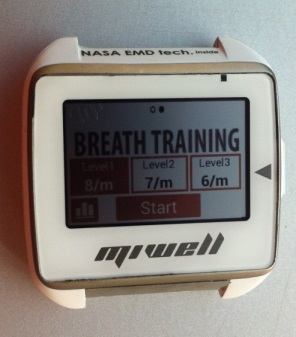 NASA EMD tech. inside
BREATH TRAINING
Level1 Level2 Level3
8/m 7/m 6/m
Start
miwell